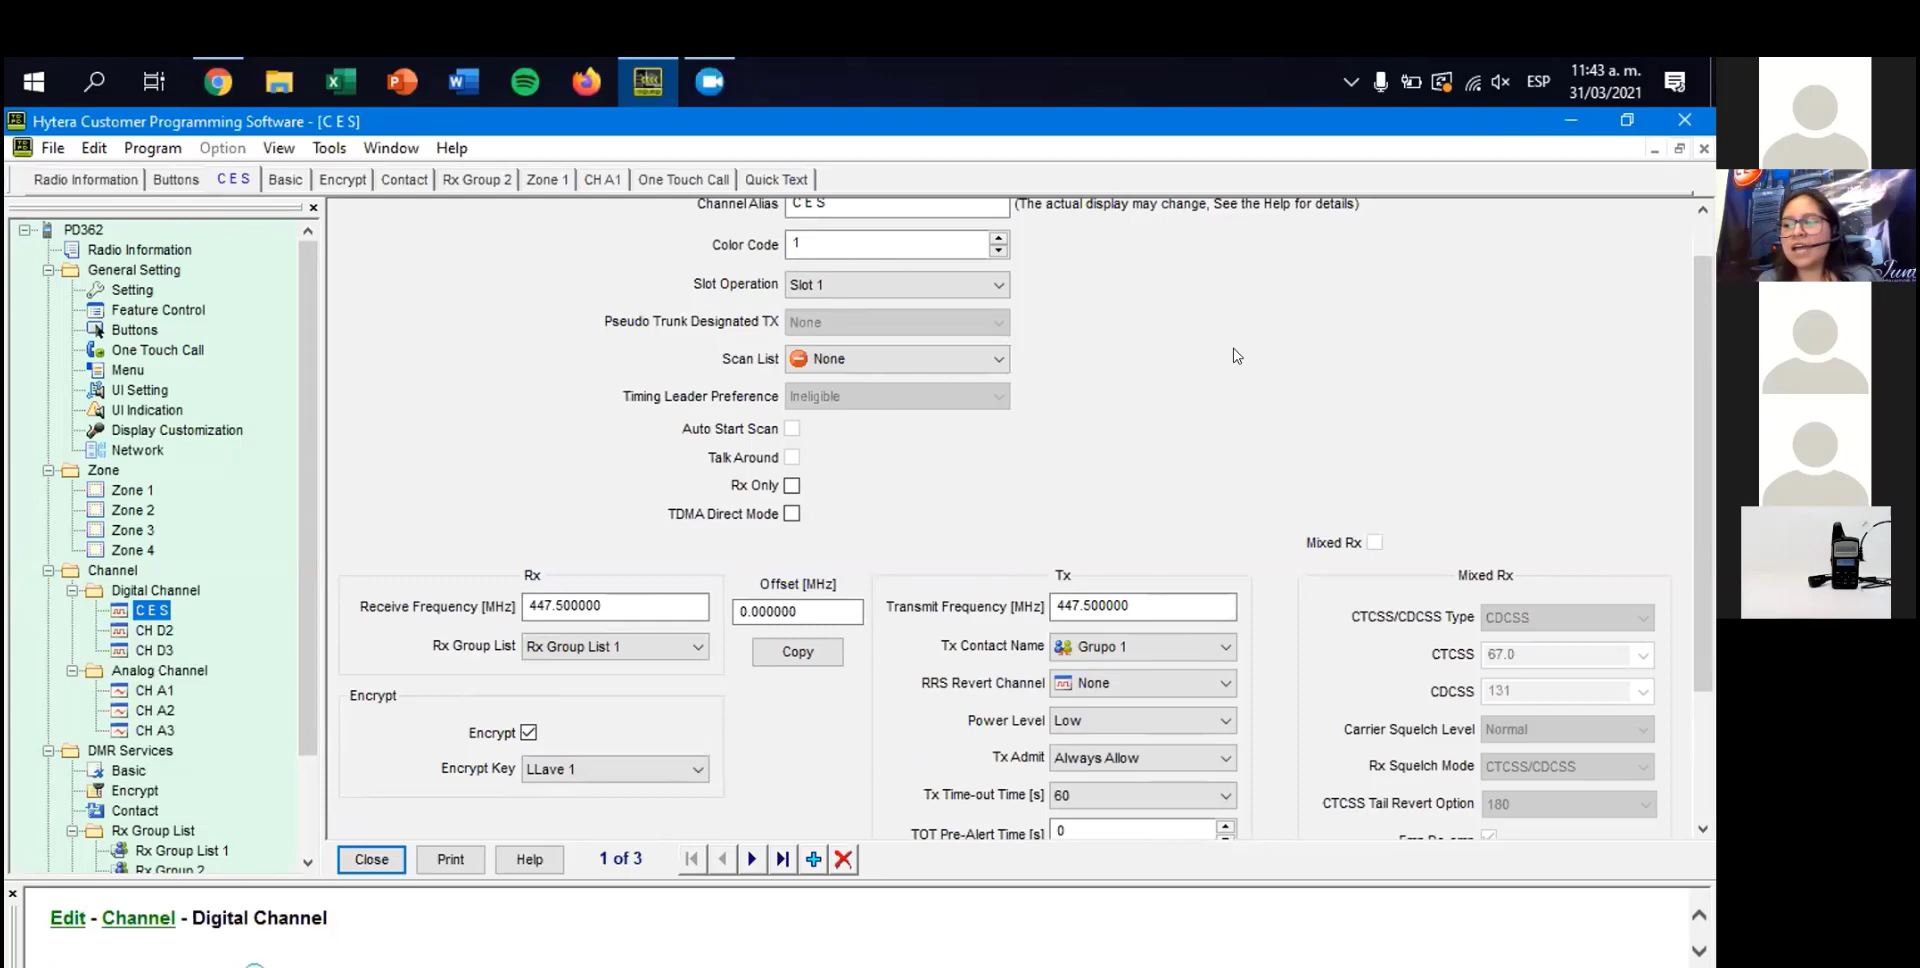 11:43 a. m.
ESP
31/03/2021
Hytera Customer Programming Software - [C E S]
File Edit Program Option View Tools Window Help
Radio Information Buttons C E S Basic Encrypt Contact Rx Group 2 Zone 1 CH A1 One Touch Call Quick Text
PD362
Radio Information
General Setting
Setting
Feature Control
Buttons
One Touch Call
Menu
UI Setting
UI Indication
Display Customization
Network
Zone
Zone 1
Zone 2
Zone 3
Zone 4
Channel
Digital Channel
C E S
CH D2
CH D3
Analog Channel
CH A1
CH A2
CH A3
DMR Services
Basic
Encrypt
Contact
Rx Group List
Rx Group List 1
Rx Group 2
Channel Alias C E S (The actual display may change, See the Help for details)
Color Code 1
Slot Operation Slot 1
Pseudo Trunk Designated TX None
Scan List None
Timing Leader Preference Ineligible
Auto Start Scan
Talk Around
Rx Only
TDMA Direct Mode
Mixed Rx
Rx
Receive Frequency [MHz] 447.500000
Rx Group List Rx Group List 1
Offset [MHz]
0.000000
Copy
Encrypt
Encrypt
Encrypt Key LLave 1
Tx
Transmit Frequency [MHz] 447.500000
Tx Contact Name Grupo 1
RRS Revert Channel None
Power Level Low
Tx Admit Always Allow
Tx Time-out Time [s] 60
TOT Pre-Alert Time [s] 0
Mixed Rx
CTCSS/CDCSS Type CDCSS
CTCSS 67.0
CDCSS 131
Carrier Squelch Level Normal
Rx Squelch Mode CTCSS/CDCSS
CTCSS Tail Revert Option 180
Close Print Help 1 of 3
Edit - Channel - Digital Channel